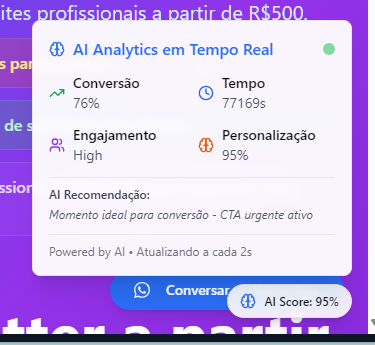 ites profissionais a partir de R$500.
AI Analytics em Tempo Real
s par
Conversão
76%
Tempo
77169s
de s
Engajamento
High
Personalização
95%
ssion
AI Recomendação:
Momento ideal para conversão - CTA urgente ativo
Powered by AI • Atualizando a cada 2s
Conversar
AI Score: 95%
tter a partir